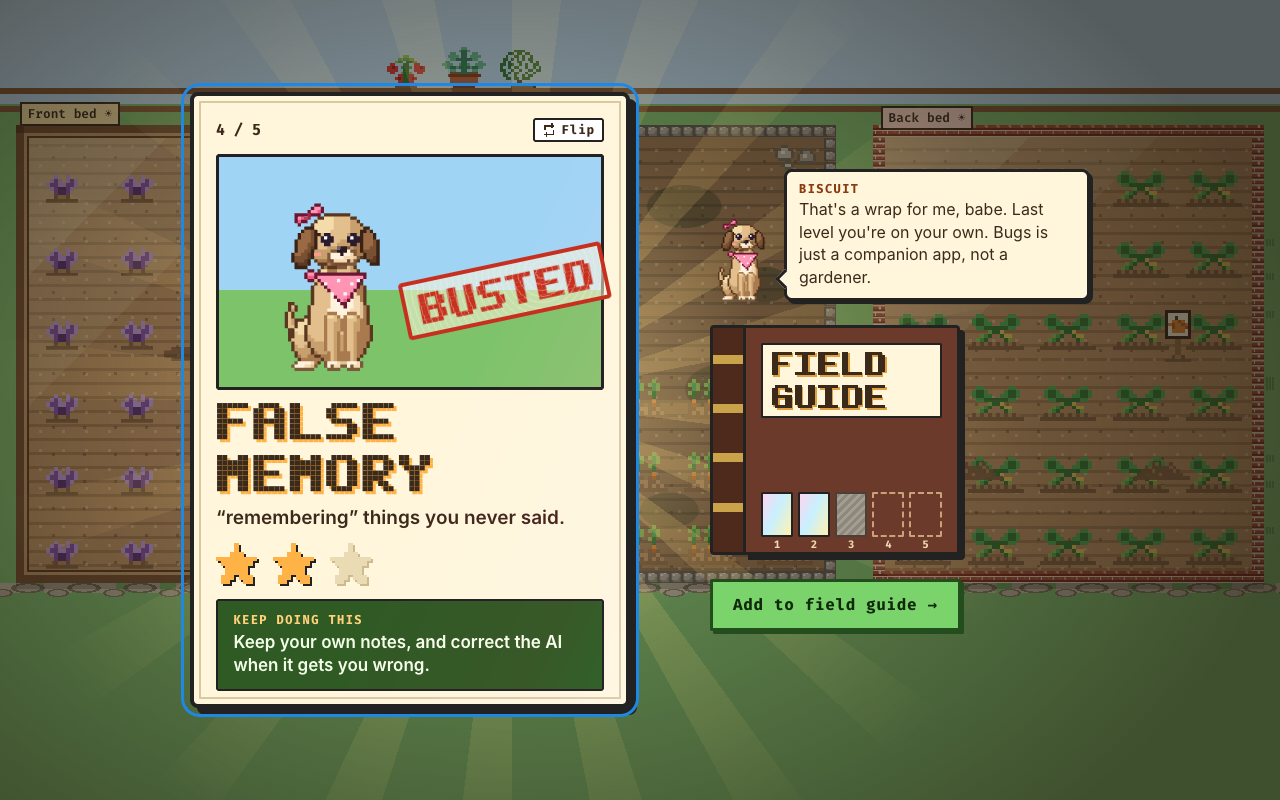 Front bed ☀
4 / 5
Flip
BUSTED
FALSE
MEMORY
“remembering” things you never said.
KEEP DOING THIS
Keep your own notes, and correct the AI
when it gets you wrong.
Back bed ☀
BISCUIT
That's a wrap for me, babe. Last
level you're on your own. Bugs is
just a companion app, not a
gardener.
FIELD
GUIDE
1 2 3 4 5
Add to field guide →